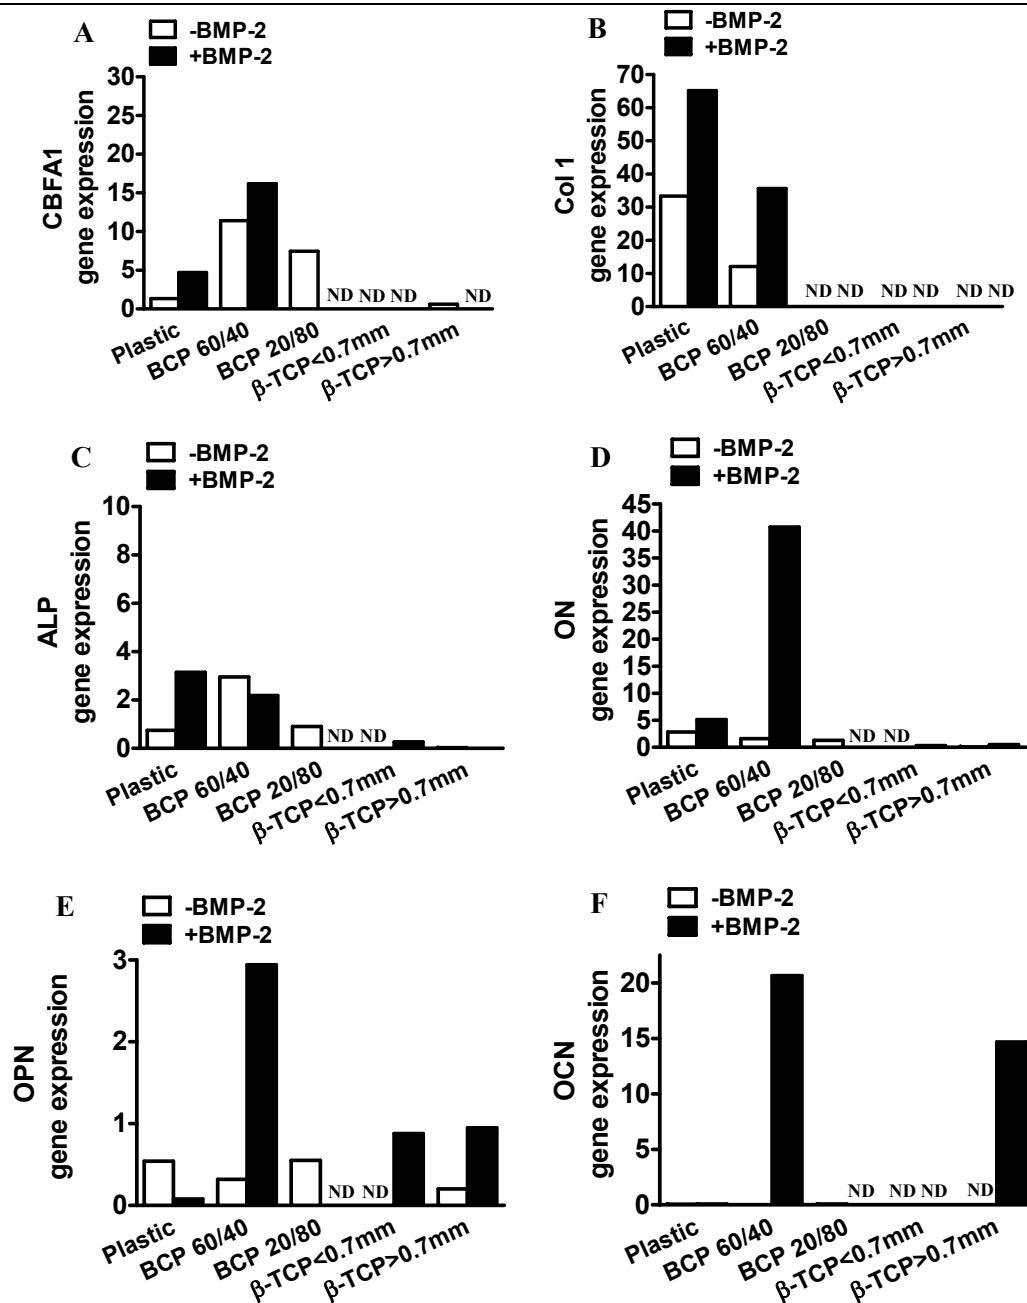 A
-BMP-2
+BMP-2
CBFA1
gene expression
30
25
20
15
10
5
0
ND ND ND ND
Plastic
BCP 60/40
BCP 20/80
β-TCP<0.7mm
β-TCP>0.7mm
B
-BMP-2
+BMP-2
Col 1
gene expression
70
60
50
40
30
20
10
0
ND ND ND ND ND ND
Plastic
BCP 60/40
BCP 20/80
β-TCP<0.7mm
β-TCP>0.7mm
C
-BMP-2
+BMP-2
ALP
gene expression
10
8
6
4
2
0
ND ND
Plastic
BCP 60/40
BCP 20/80
β-TCP<0.7mm
β-TCP>0.7mm
D
-BMP-2
+BMP-2
ON
gene expression
45
40
35
30
25
20
15
10
5
0
ND ND
Plastic
BCP 60/40
BCP 20/80
β-TCP<0.7mm
β-TCP>0.7mm
E
-BMP-2
+BMP-2
OPN
gene expression
3
2
1
0
ND ND
Plastic
BCP 60/40
BCP 20/80
β-TCP<0.7mm
β-TCP>0.7mm
F
-BMP-2
+BMP-2
OCN
gene expression
20
15
10
5
0
ND ND ND ND
Plastic
BCP 60/40
BCP 20/80
β-TCP<0.7mm
β-TCP>0.7mm